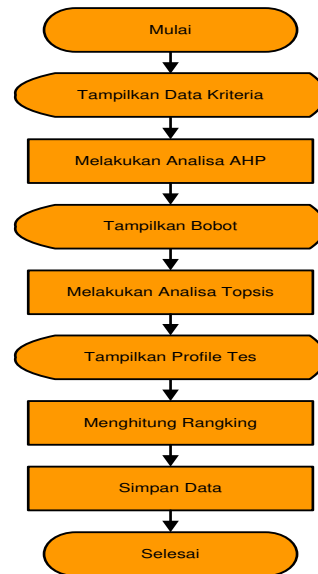 Mulai
Tampilkan Data Kriteria
Melakukan Analisa AHP
Tampilkan Bobot
Melakukan Analisa Topsis
Tampilkan Profile Tes
Menghitung Rangking
Simpan Data
Selesai